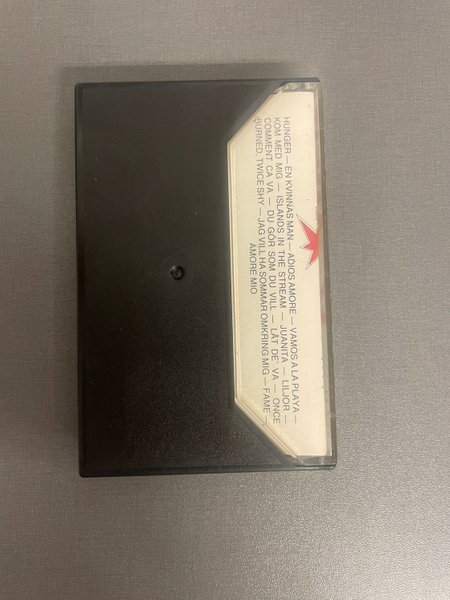 HUNGER — EN KVINNAS MAN — ADIOS AMORE — VAMOS A LA PLAYA —
KOM MED MIG — ISLANDS IN THE STREAM — JUANITA — LILJOR —
COMMENT CA VA — DU GÖR SOM DU VILL — LÅT DE' VA — ONCE
BURNED, TWICE SHY — JAG VILL HA SOMMAR OMKRING MIG — FAME —
AMORE MIO